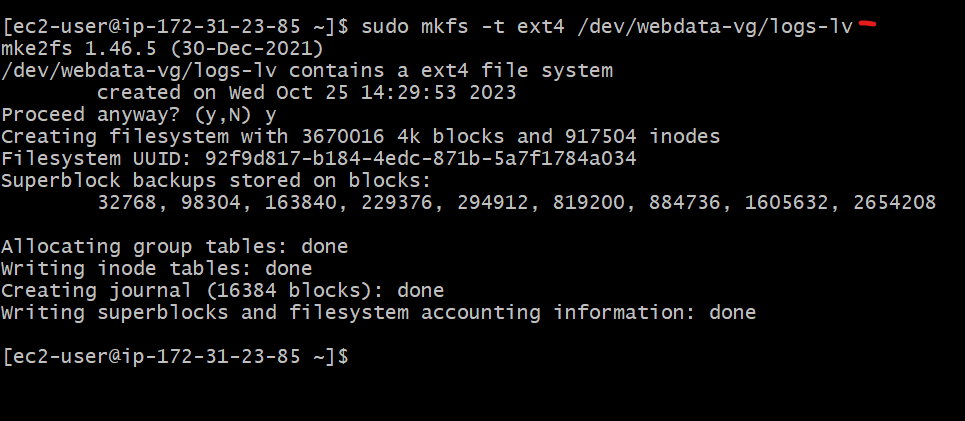 [ec2-user@ip-172-31-23-85 ~]$ sudo mkfs -t ext4 /dev/webdata-vg/logs-lv
mke2fs 1.46.5 (30-Dec-2021)
/dev/webdata-vg/logs-lv contains a ext4 file system
        created on Wed Oct 25 14:29:53 2023
Proceed anyway? (y,N) y
Creating filesystem with 3670016 4k blocks and 917504 inodes
Filesystem UUID: 92f9d817-b184-4edc-871b-5a7f1784a034
Superblock backups stored on blocks:
        32768, 98304, 163840, 229376, 294912, 819200, 884736, 1605632, 2654208
Allocating group tables: done
Writing inode tables: done
Creating journal (16384 blocks): done
Writing superblocks and filesystem accounting information: done
[ec2-user@ip-172-31-23-85 ~]$